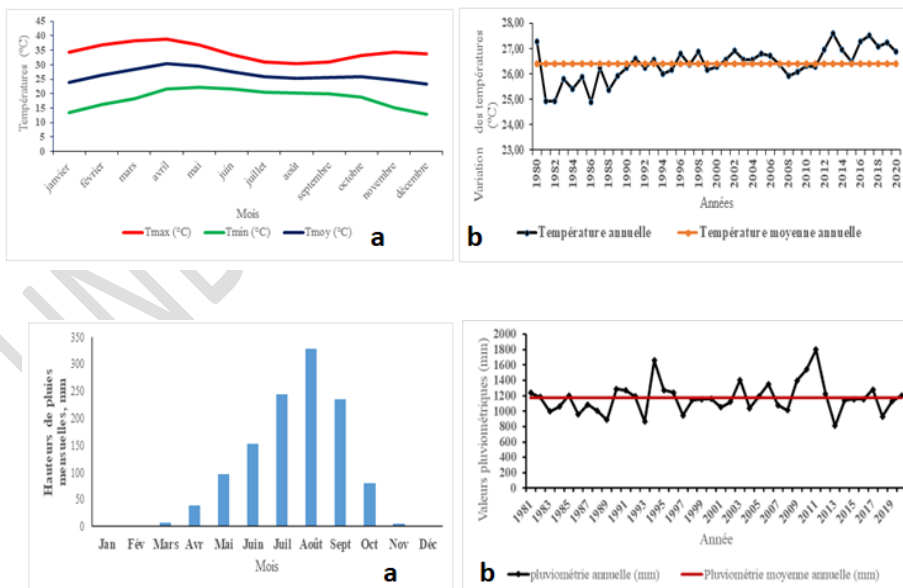 45
40
35
30
25
20
15
10
5
0
Températures (°C)
janvier
février
mars
avril
mai
juin
juillet
août
septembre
octobre
novembre
décembre
Mois
Tmax (°C) Tmin (°C) Tmoy (°C)
a
28,00
27,00
26,00
25,00
24,00
23,00
Variation des températures
(°C)
1980
1982
1984
1986
1988
1990
1992
1994
1996
1998
2000
2002
2004
2006
2008
2010
2012
2014
2016
2018
2020
Années
b
Température annuelle Température moyenne annuelle
350
300
250
200
150
100
50
0
Hauteurs de pluies
mensuelles, mm
Jan Fév Mars Avr Mai Juin Juil Août Sept Oct Nov Déc
Mois
a
2000
1800
1600
1400
1200
1000
800
600
400
200
0
Valeurs pluviométriques (mm)
1981
1983
1985
1987
1989
1991
1993
1995
1997
1999
2001
2003
2005
2007
2009
2011
2013
2015
2017
2019
Année
b
pluviométrie annuelle (mm) Pluviométrie moyenne annuelle (mm)